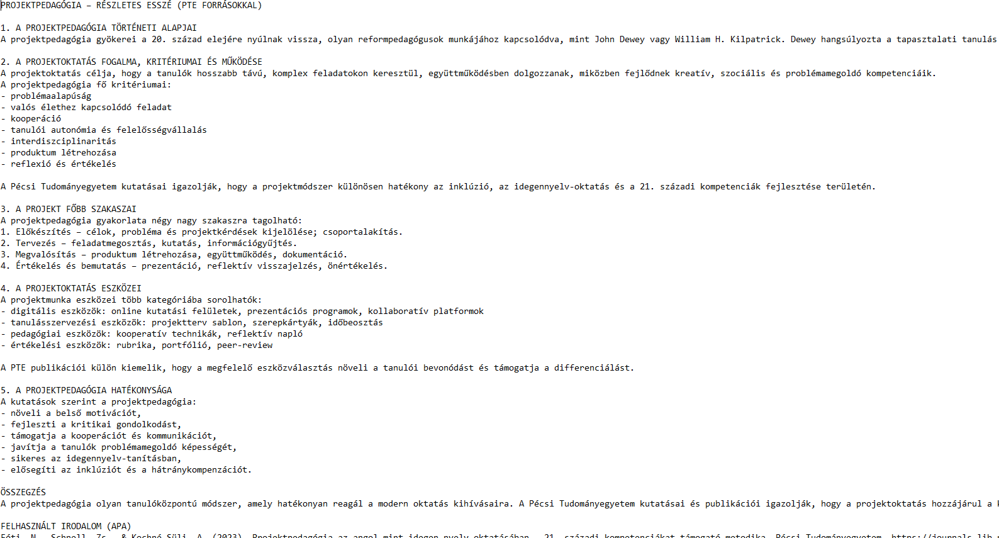 PROJEKTPEDAGÓGIA – RÉSZLETES ESSZÉ (PTE FORRÁSOKKAL)
1. A PROJEKTPEDAGÓGIA TÖRTÉNETI ALAPJAI
A projektpedagógia gyökerei a 20. század elejére nyúlnak vissza, olyan reformpedagógusok munkájához kapcsolódva, mint John Dewey vagy William H. Kilpatrick. Dewey hangsúlyozta a tapasztalati tanulás
2. A PROJEKTOKTATÁS FOGALMA, KRITÉRIUMAI ÉS MŰKÖDÉSE
A projektoktatás célja, hogy a tanulók hosszabb távú, komplex feladatokon keresztül, együttműködésben dolgozzanak, miközben fejlődnek kreatív, szociális és problémamegoldó kompetenciáik.
A projektpedagógia fő kritériumai:
- problémaalapúság
- valós élethez kapcsolódó feladat
- kooperáció
- tanulói autonómia és felelősségvállalás
- interdiszciplinaritás
- produktum létrehozása
- reflexió és értékelés
A Pécsi Tudományegyetem kutatásai igazolják, hogy a projektmódszer különösen hatékony az inklúzió, az idegennyelv-oktatás és a 21. századi kompetenciák fejlesztése területén.
3. A PROJEKT FŐBB SZAKASZAI
A projektpedagógia gyakorlata négy nagy szakaszra tagolható:
1. Előkészítés – célok, probléma és projektkérdések kijelölése; csoportalakítás.
2. Tervezés – feladatmegosztás, kutatás, információgyűjtés.
3. Megvalósítás – produktum létrehozása, együttműködés, dokumentáció.
4. Értékelés és bemutatás – prezentáció, reflektív visszajelzés, önértékelés.
4. A PROJEKTOKTATÁS ESZKÖZEI
A projektmunka eszközei több kategóriába sorolhatók:
- digitális eszközök: online kutatási felületek, prezentációs programok, kollaboratív platformok
- tanulásszervezési eszközök: projektterv sablon, szerepkártyák, időbeosztás
- pedagógiai eszközök: kooperatív technikák, reflektív napló
- értékelési eszközök: rubrika, portfólió, peer-review
A PTE publikációi külön kiemelik, hogy a megfelelő eszközválasztás növeli a tanulói bevonódást és támogatja a differenciálást.
5. A PROJEKTPEDAGÓGIA HATÉKONYSÁGA
A kutatások szerint a projektpedagógia:
- növeli a belső motivációt,
- fejleszti a kritikai gondolkodást,
- támogatja a kooperációt és kommunikációt,
- javítja a tanulók problémamegoldó képességét,
- sikeres az idegennyelv-tanításban,
- elősegíti az inklúziót és a hátránykompenzációt.
ÖSSZEGZÉS
A projektpedagógia olyan tanulóközpontú módszer, amely hatékonyan reagál a modern oktatás kihívásaira. A Pécsi Tudományegyetem kutatásai és publikációi igazolják, hogy a projektoktatás hozzájárul a
FELHASZNÁLT IRODALOM (APA)
(2023). Projektpedagógia az angol mint idegen nyelv oktatásában 21. századi kompetenciákat támogató metodika. Pécsi Tudományegyetem.